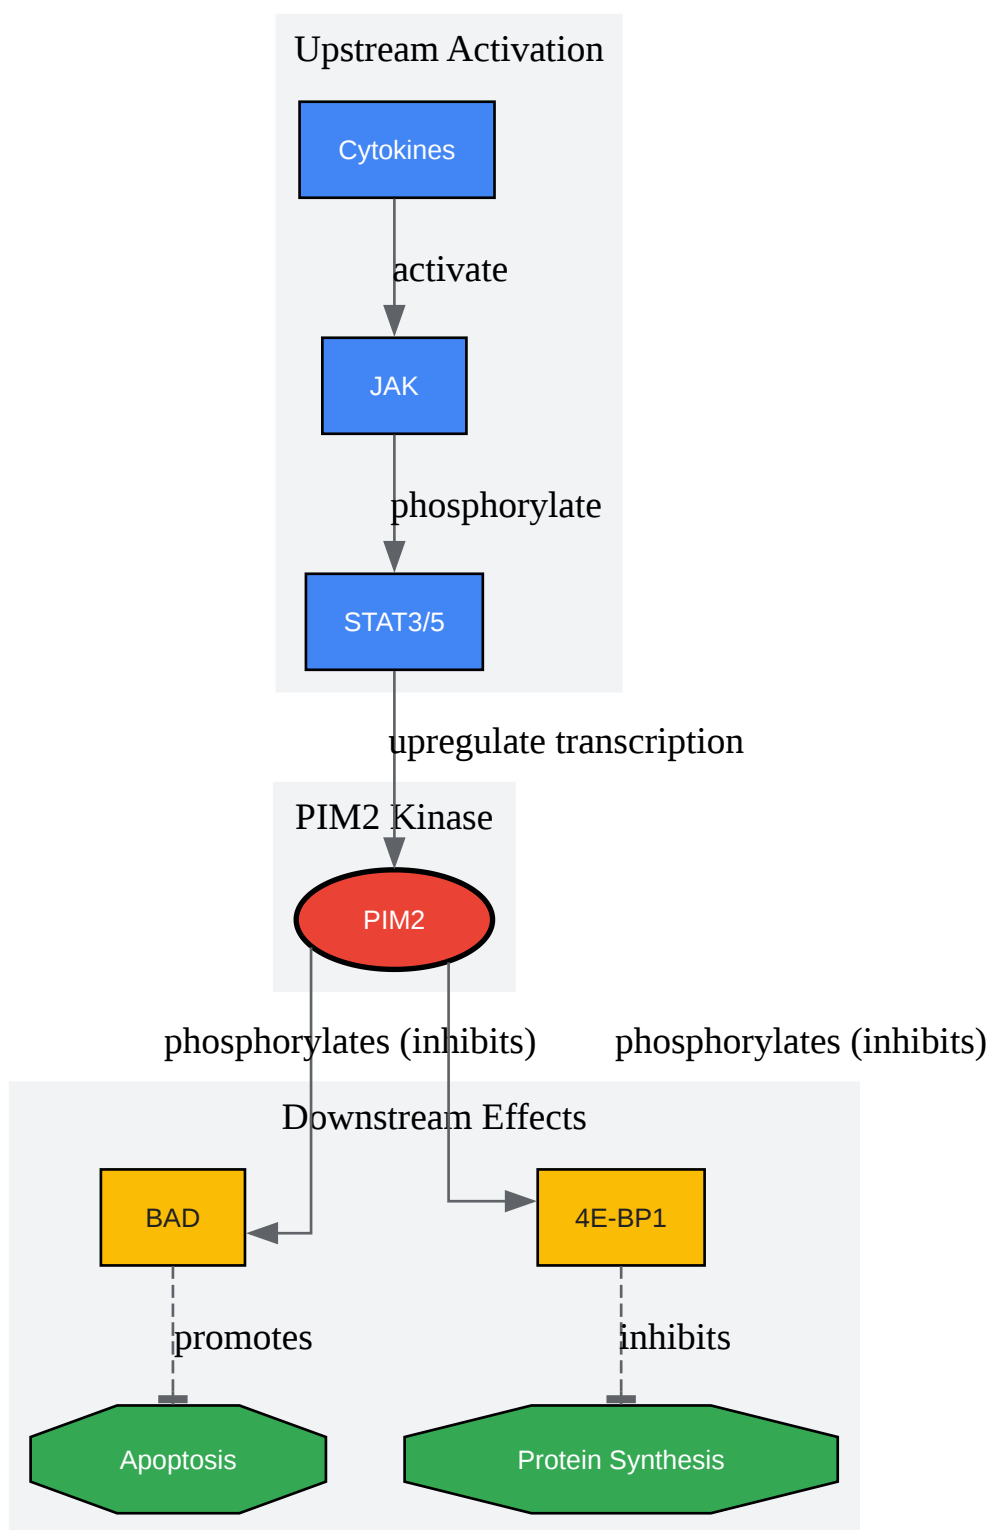 Upstream Activation
Cytokines
activate
JAK
phosphorylate
STAT3/5
upregulate transcription
PIM2 Kinase
PIM2
phosphorylates (inhibits)
phosphorylates (inhibits)
Downstream Effects
BAD
4E-BP1
promotes
inhibits
Apoptosis
Protein Synthesis